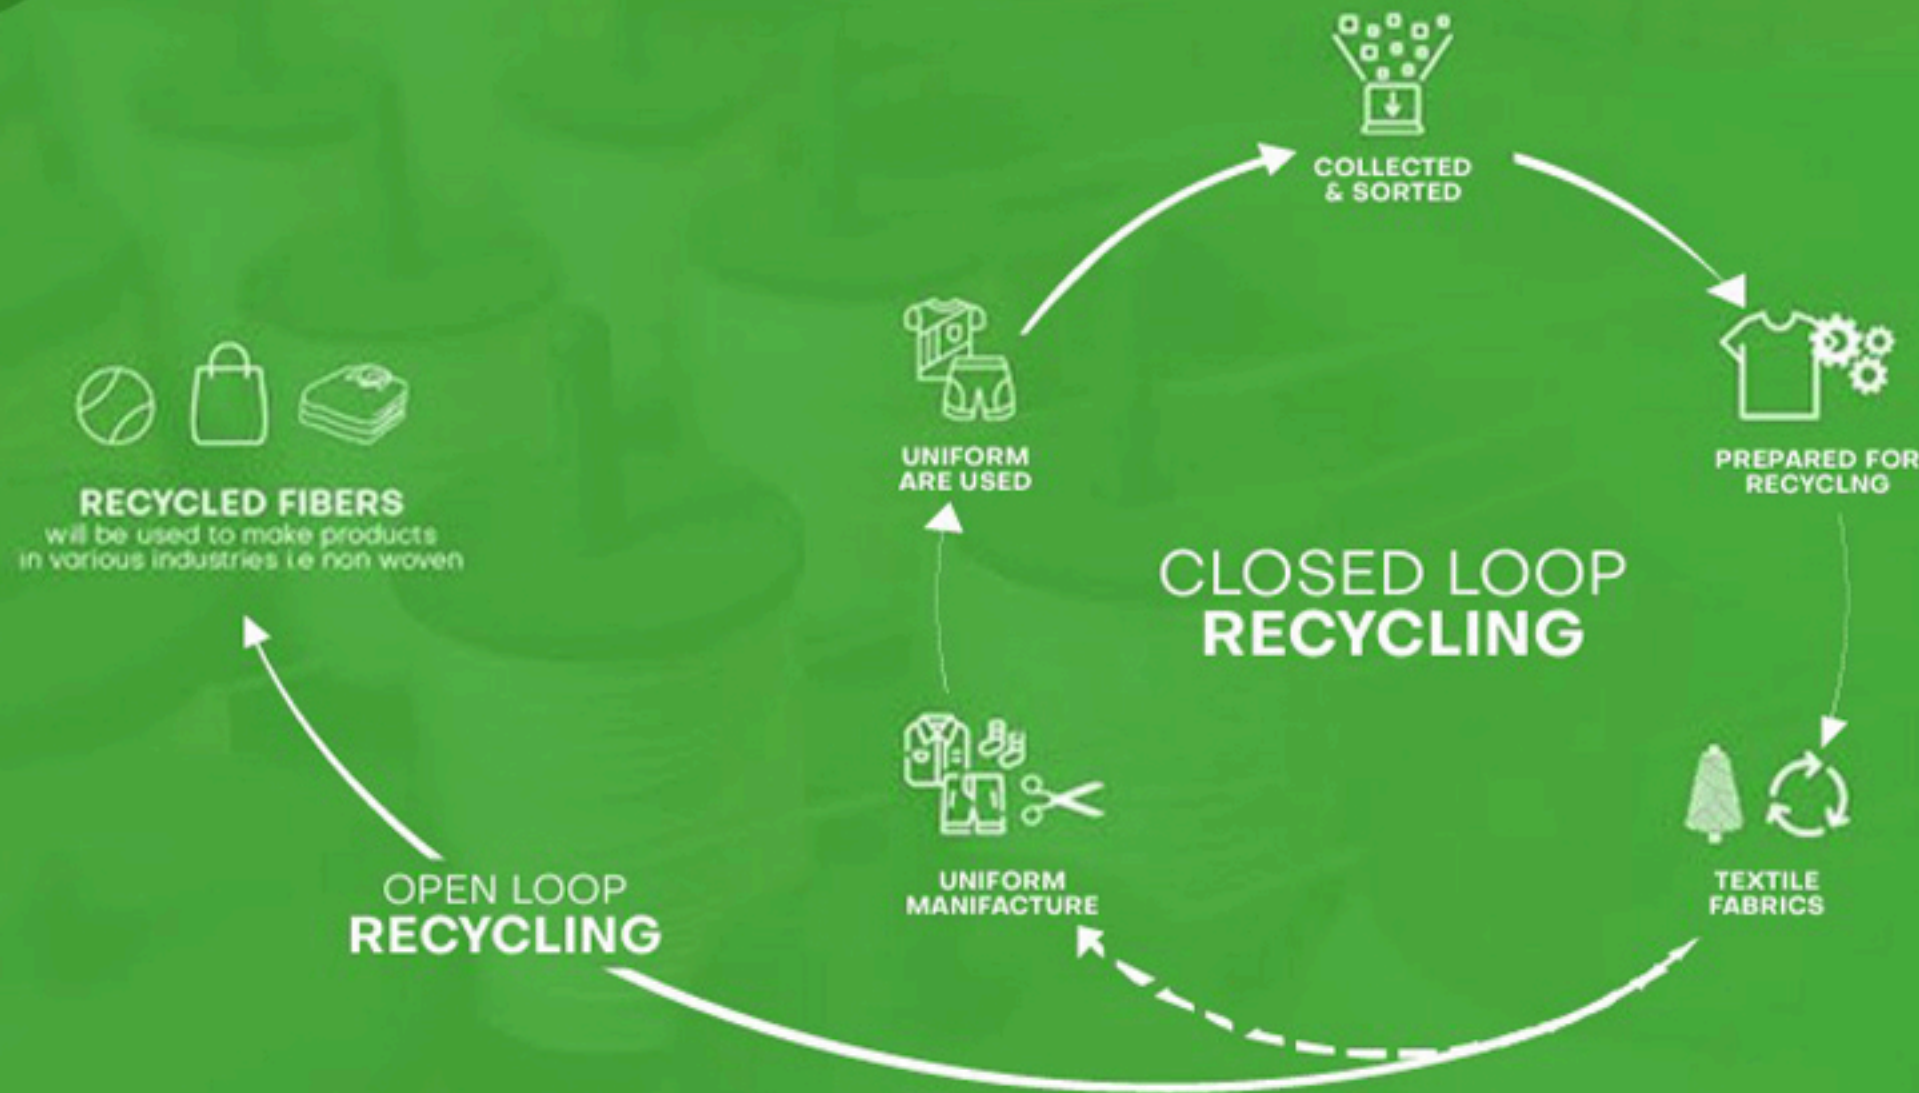 COLLECTED
& SORTED
PREPARED FOR
RECYCLNG
TEXTILE
FABRICS
UNIFORM
MANIFACTURE
UNIFORM
ARE USED
CLOSED LOOP
RECYCLING
OPEN LOOP
RECYCLING
RECYCLED FIBERS
will be used to make products
in various industries i.e non woven